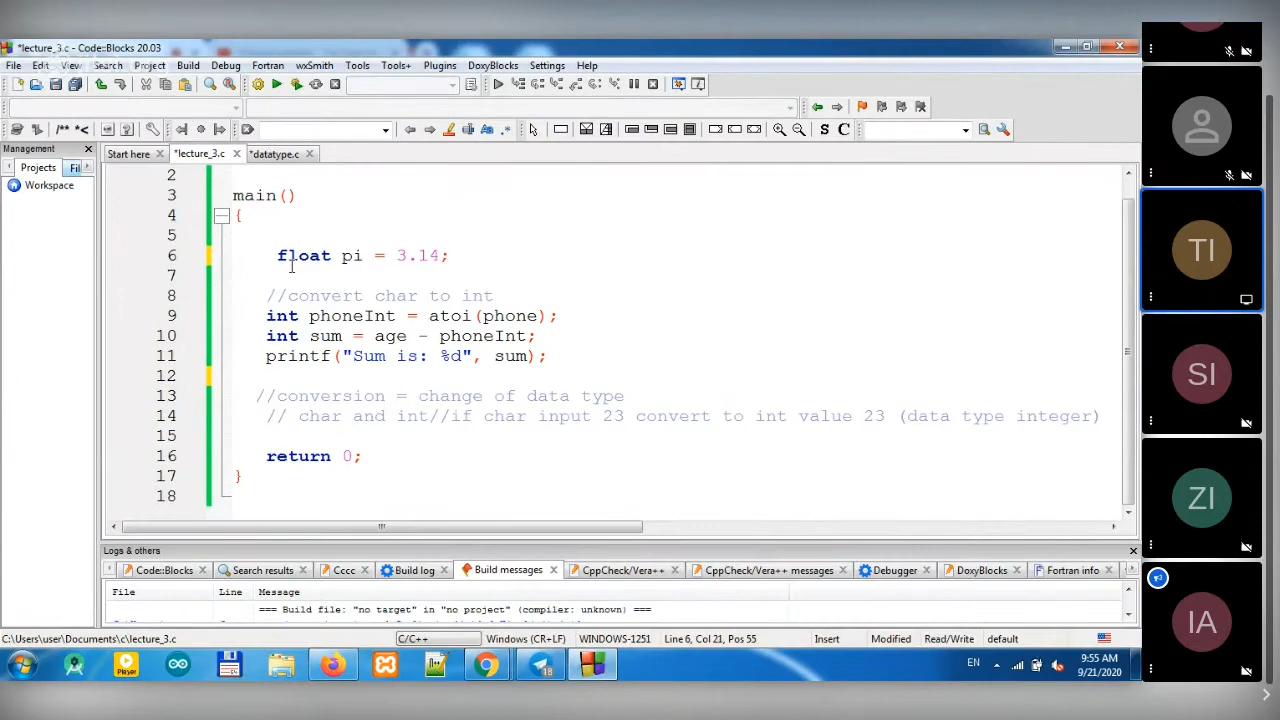 *lecture_3.c - Code::Blocks 20.03
File Edit View Search Project Build Debug Fortran wxSmith Tools Tools+ Plugins DoxyBlocks Settings Help
/** *<
S C
Management
Start here *lecture_3.c *datatype.c
Projects Fil
Workspace
2
3 main()
4 {
5
6 float pi = 3.14;
7
8 //convert char to int
9 int phoneInt = atoi(phone);
10 int sum = age - phoneInt;
11 printf("Sum is: %d", sum);
12
13 //conversion = change of data type
14 // char and int//if char input 23 convert to int value 23 (data type integer)
15
16 return 0;
17 }
18
Logs & others
Code::Blocks Search results Cccc Build log Build messages CppCheck/Vera++ CppCheck/Vera++ messages Debugger DoxyBlocks Fortran info
File Line Message
=== Build file: "no target" in "no project" (compiler: unknown) ===
C:\Users\user\Documents\c\lecture_3.c C/C++ Windows (CR+LF) WINDOWS-1251 Line 6, Col 21, Pos 55 Insert Modified Read/Write default
Player
18
EN
9:55 AM
9/21/2020
TI
SI
ZI
IA